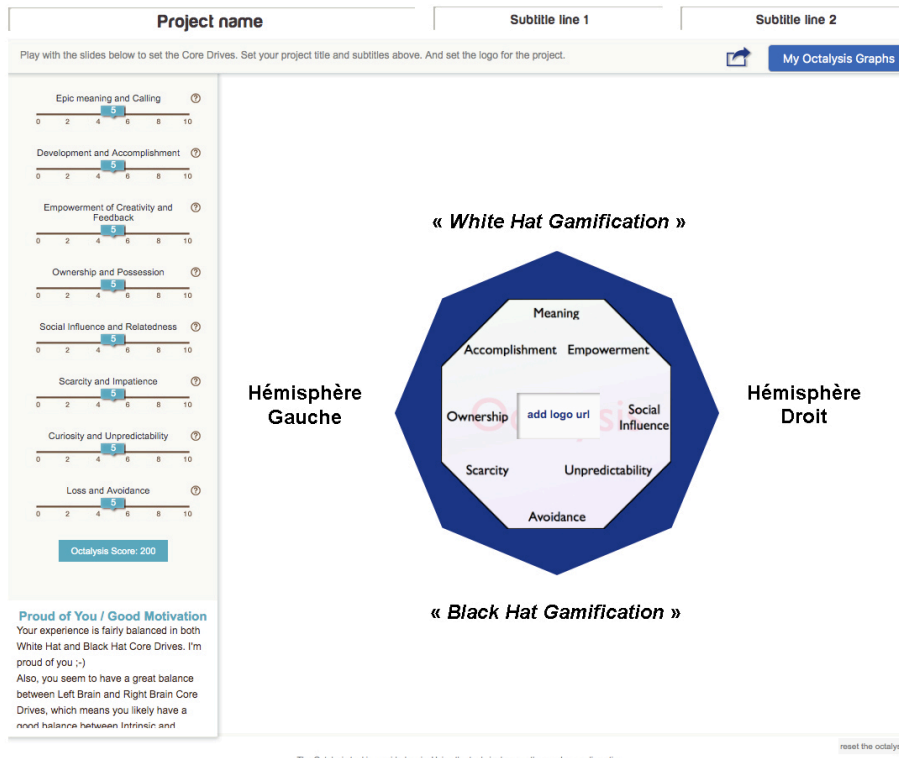 Project name
Subtitle line 1
Subtitle line 2
Play with the slides below to set the Core Drives. Set your project title and subtitles above. And set the logo for the project.
My Octalysis Graphs
Epic meaning and Calling ?
5
0 2 4 6 8 10
Development and Accomplishment ?
5
0 2 4 6 8 10
Empowerment of Creativity and ?
Feedback
5
0 2 4 6 8 10
Ownership and Possession ?
5
0 2 4 6 8 10
Social Influence and Relatedness ?
5
0 2 4 6 8 10
Scarcity and Impatience ?
5
0 2 4 6 8 10
Curiosity and Unpredictability ?
5
0 2 4 6 8 10
Loss and Avoidance ?
5
0 2 4 6 8 10
Octalysis Score: 200
Proud of You / Good Motivation
Your experience is fairly balanced in both
White Hat and Black Hat Core Drives. I'm
proud of you ;-)
Also, you seem to have a great balance
between Left Brain and Right Brain Core
Drives, which means you likely have a
good balance between Intrinsic and
« White Hat Gamification »
Meaning
Accomplishment Empowerment
Hémisphère
Gauche
Ownership
Octalysis
add logo url
Social
Influence
Hémisphère
Droit
Scarcity
Unpredictability
Avoidance
« Black Hat Gamification »
reset the octalys